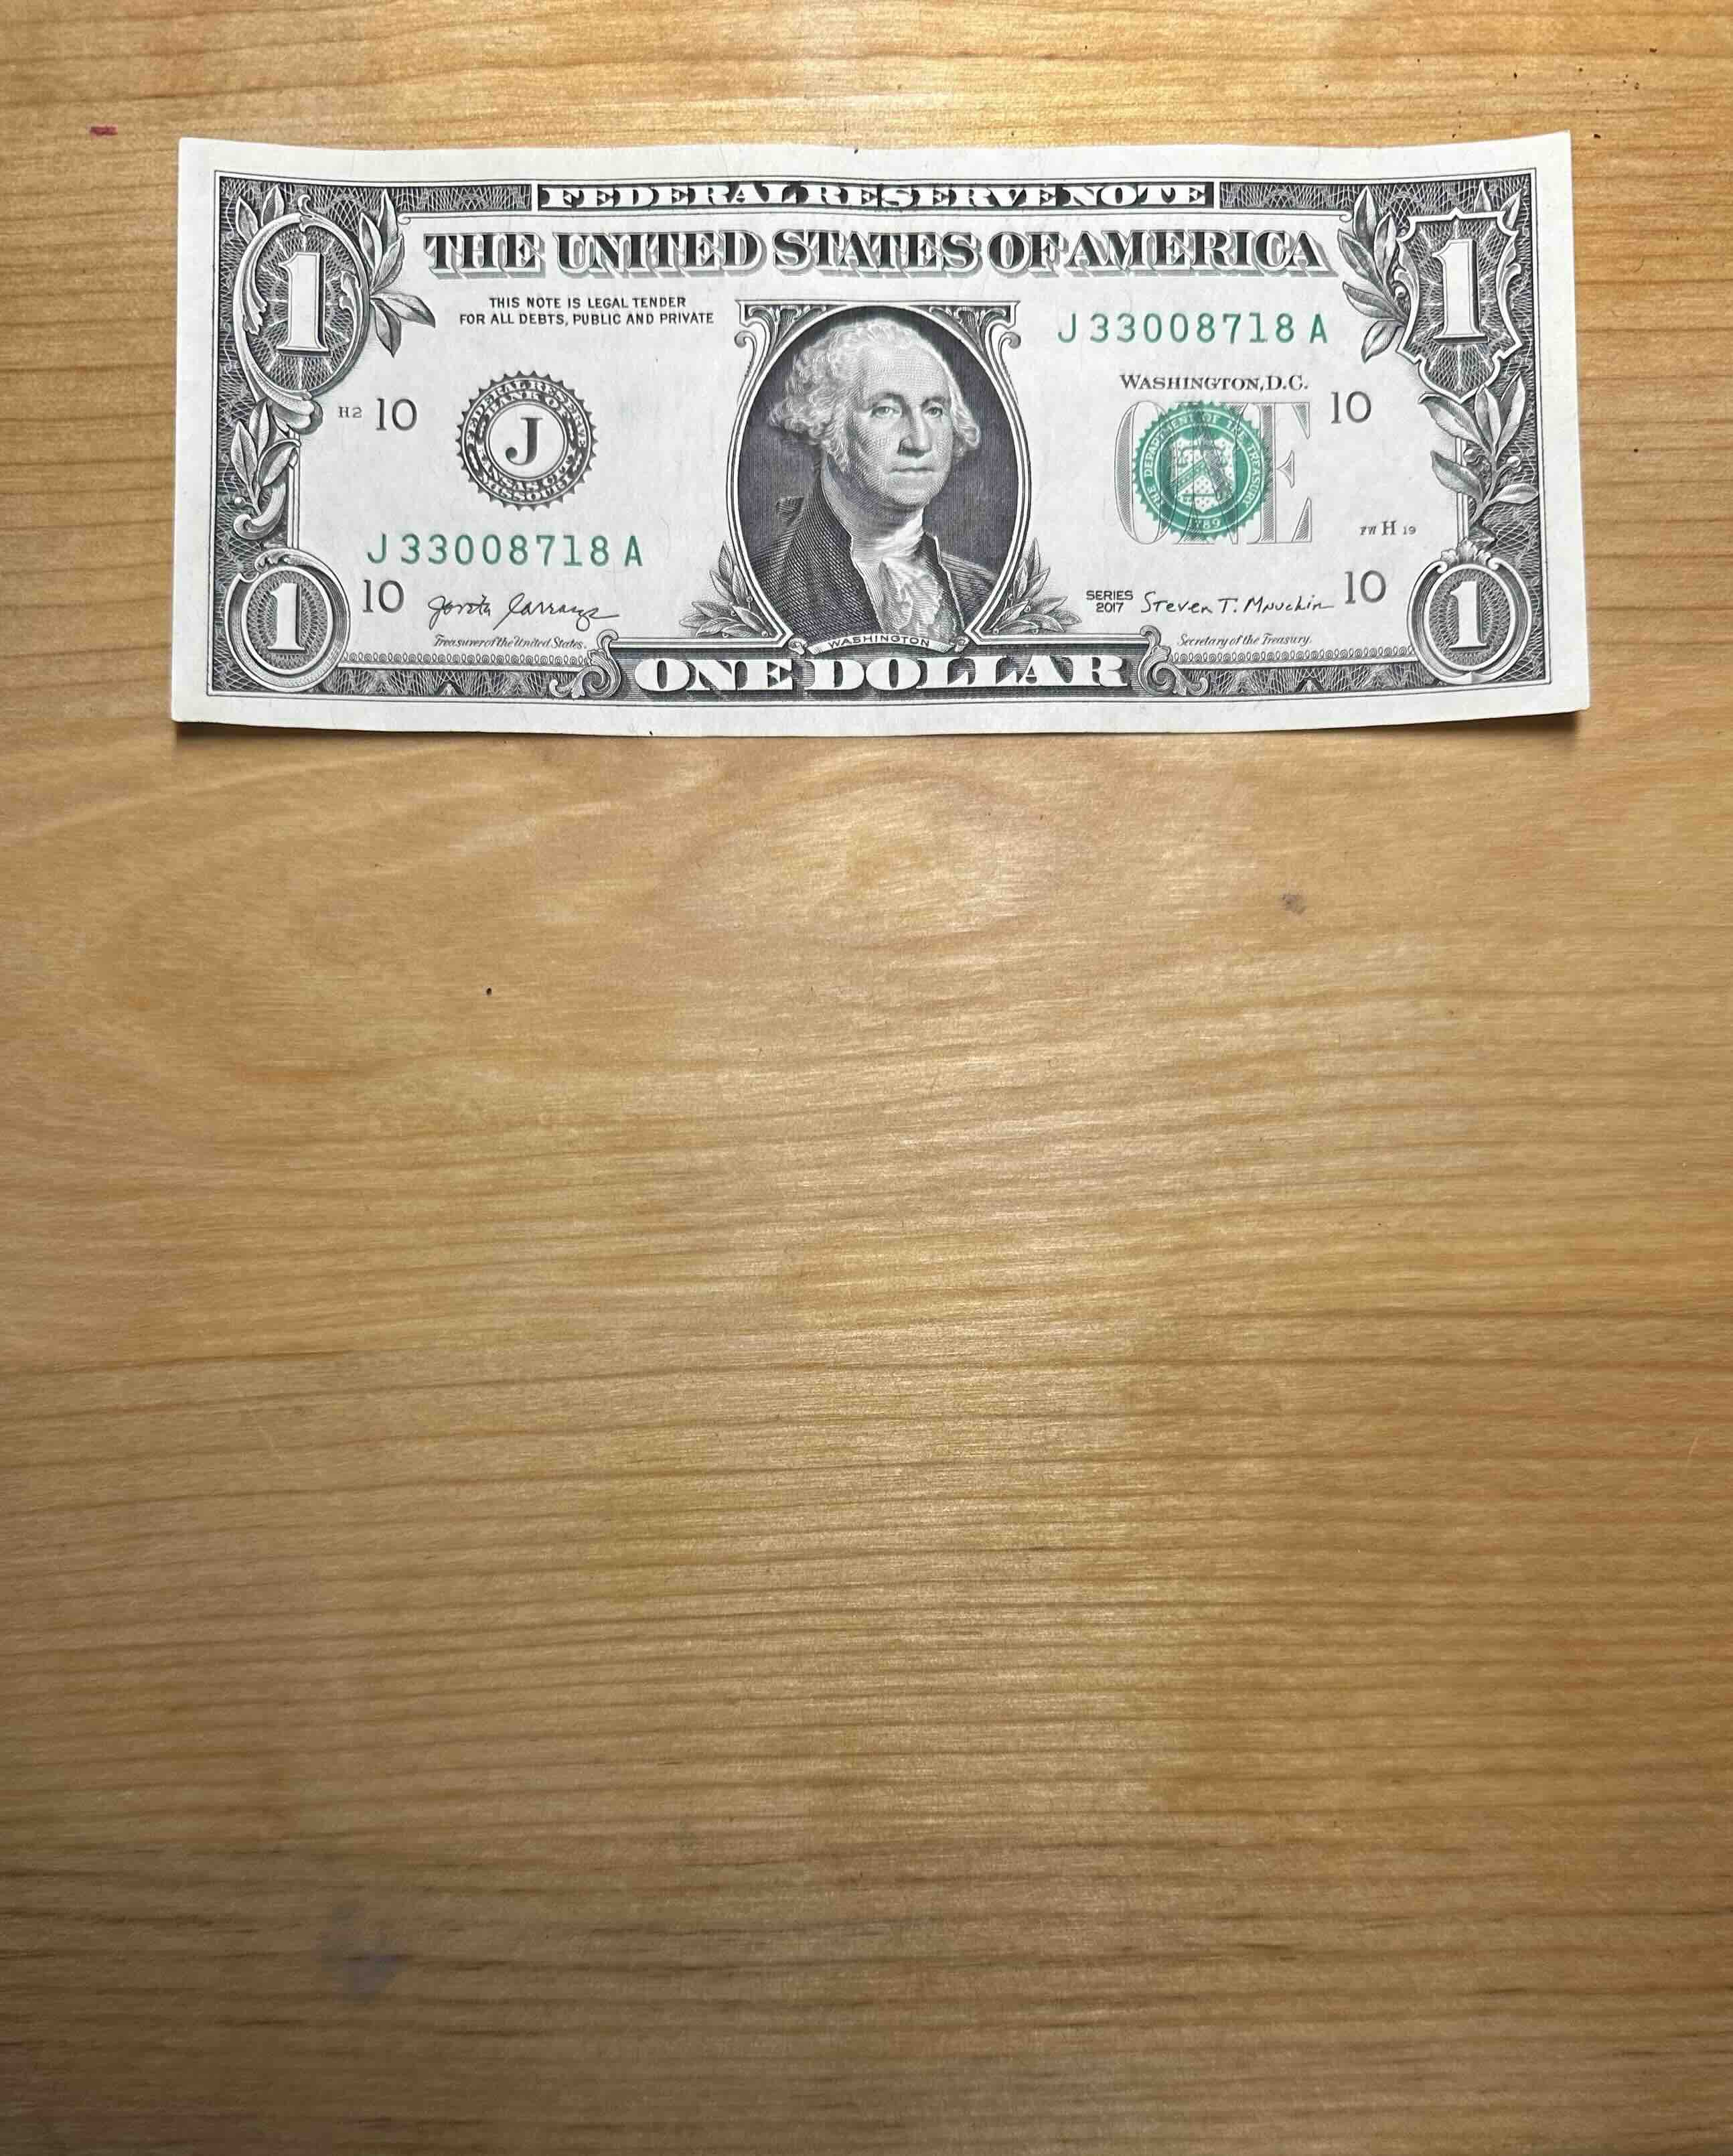 FEDERAL RESERVE NOTE
THE UNITED STATES OF AMERICA
1
1
THIS NOTE IS LEGAL TENDER
FOR ALL DEBTS, PUBLIC AND PRIVATE
J 33008718 A
WASHINGTON, D.C.
H2 10
FEDERAL RESERVE
BANK OF
J
KANSAS CITY
MISSOURI
10
ONE
THE DEPARTMENT OF THE TREASURY
1789
FW H 19
J 33008718 A
10
10
Jovita Carranza
Treasurer of the United States.
SERIES
2017
Steven T. Mnuchin
Secretary of the Treasury.
WASHINGTON
1
ONE DOLLAR
1